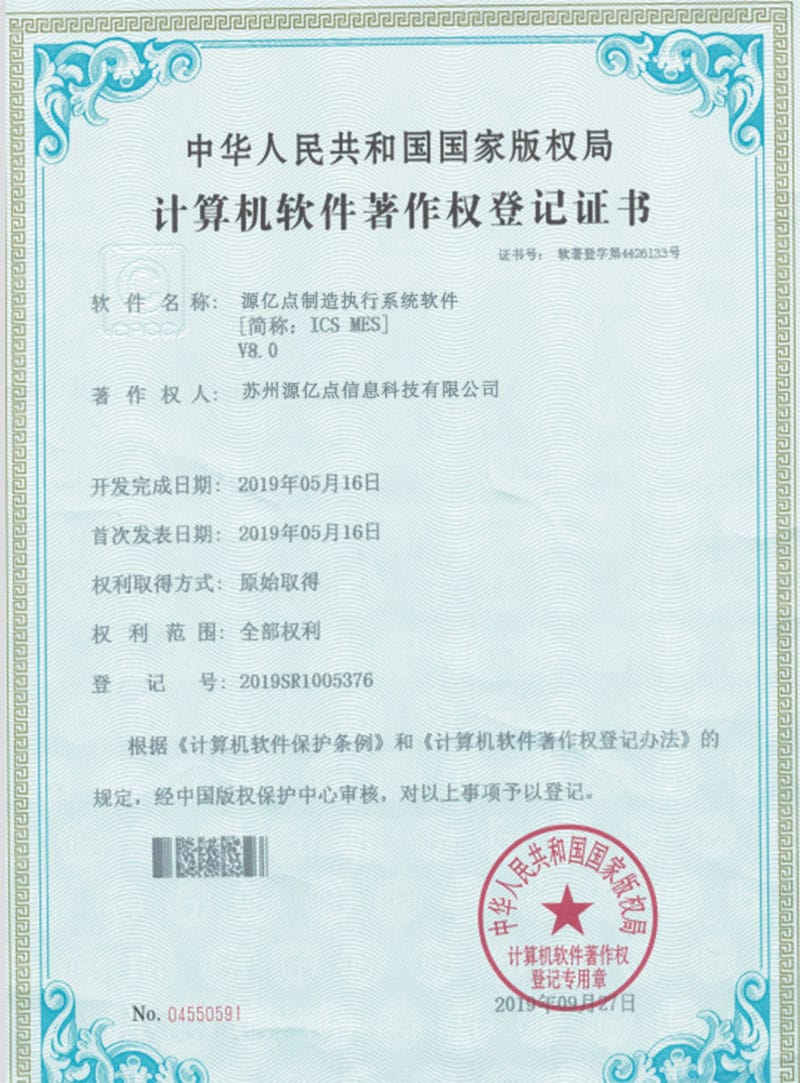 中华人民共和国国家版权局
计算机软件著作权登记证书
证书号： 软著登字第4426133号
CPCC
软件名称： 源亿点制造执行系统软件
[简称：ICS MES]
V8.0
著作权人： 苏州源亿点信息科技有限公司
开发完成日期： 2019年05月16日
首次发表日期： 2019年05月16日
权利取得方式： 原始取得
权利范围： 全部权利
登记号： 2019SR1005376
根据《计算机软件保护条例》和《计算机软件著作权登记办法》的
规定，经中国版权保护中心审核，对以上事项予以登记。
中华人民共和国国家版权局
计算机软件著作权
登记专用章
2019年09月27日
No. 04550591